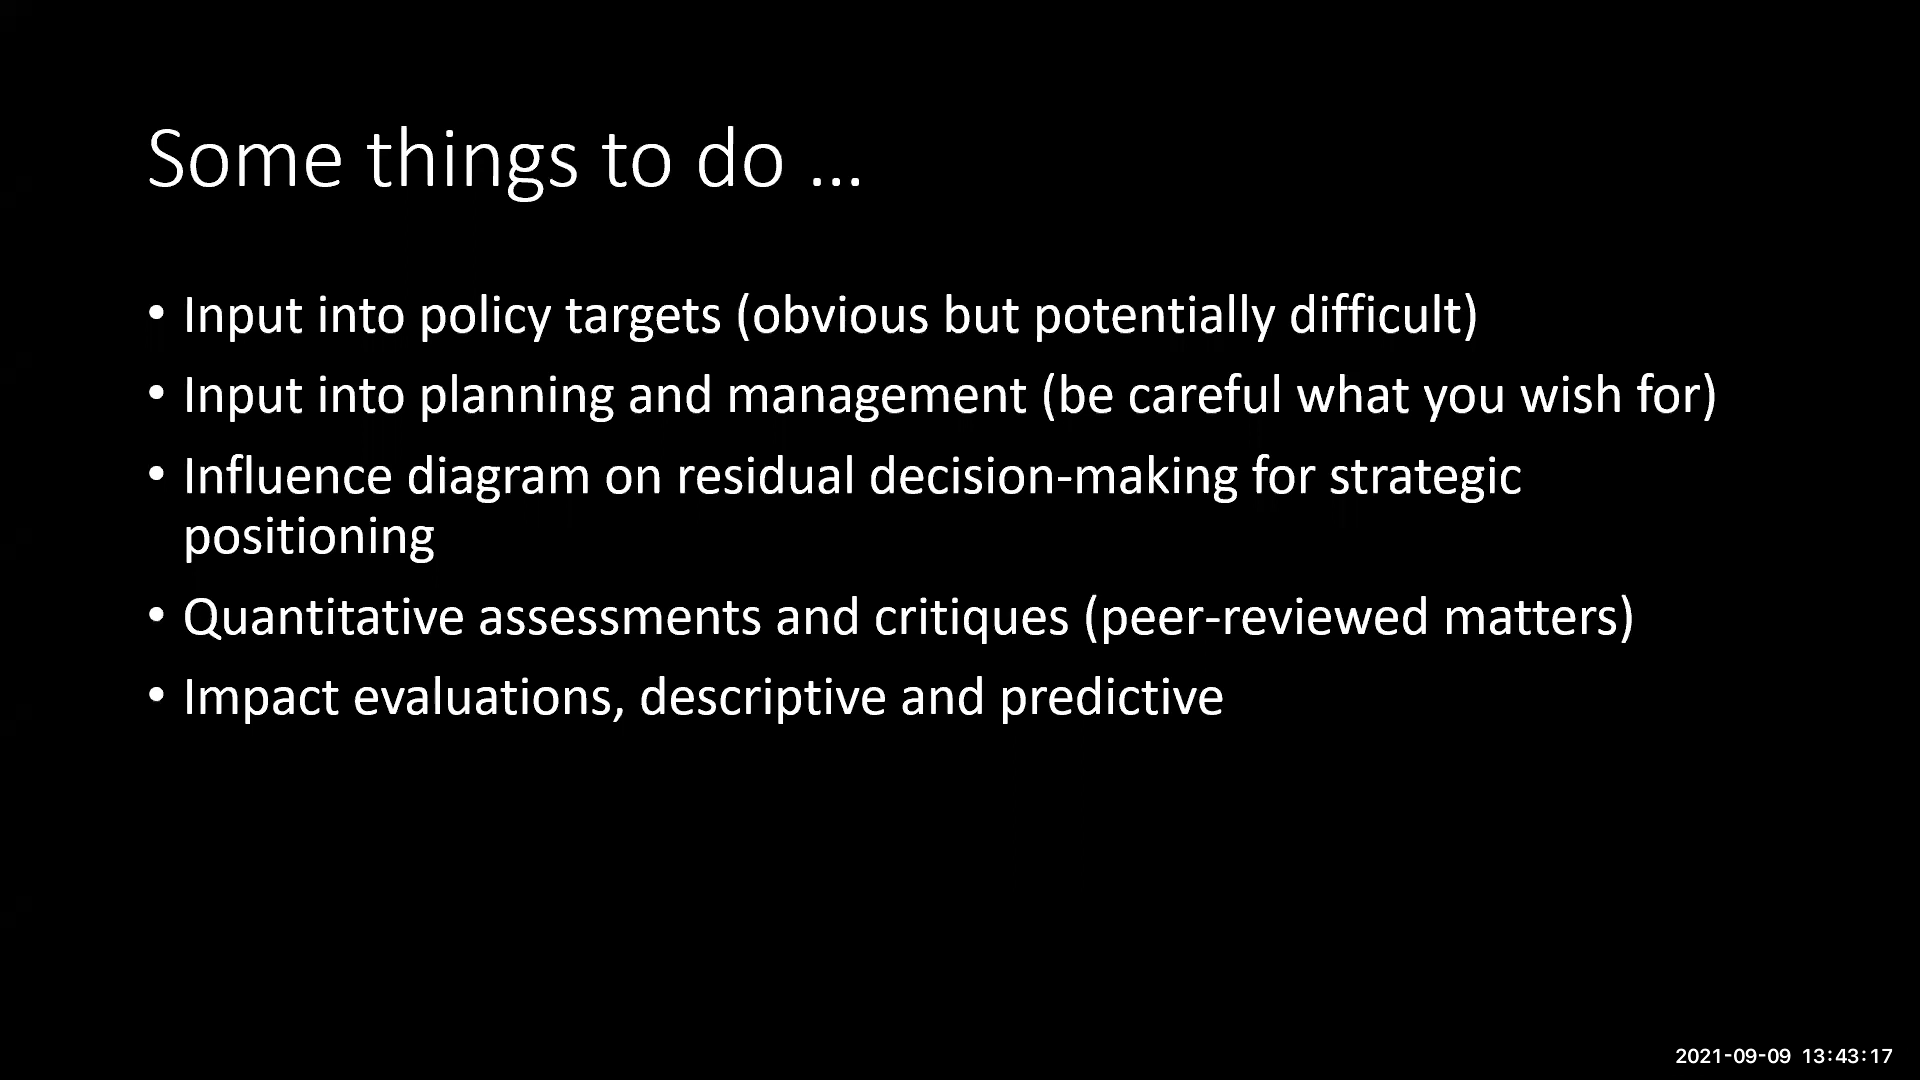 Some things to do ...
• Input into policy targets (obvious but potentially difficult)
• Input into planning and management (be careful what you wish for)
• Influence diagram on residual decision-making for strategic
positioning
• Quantitative assessments and critiques (peer-reviewed matters)
• Impact evaluations, descriptive and predictive
2021-09-09 13:43:17